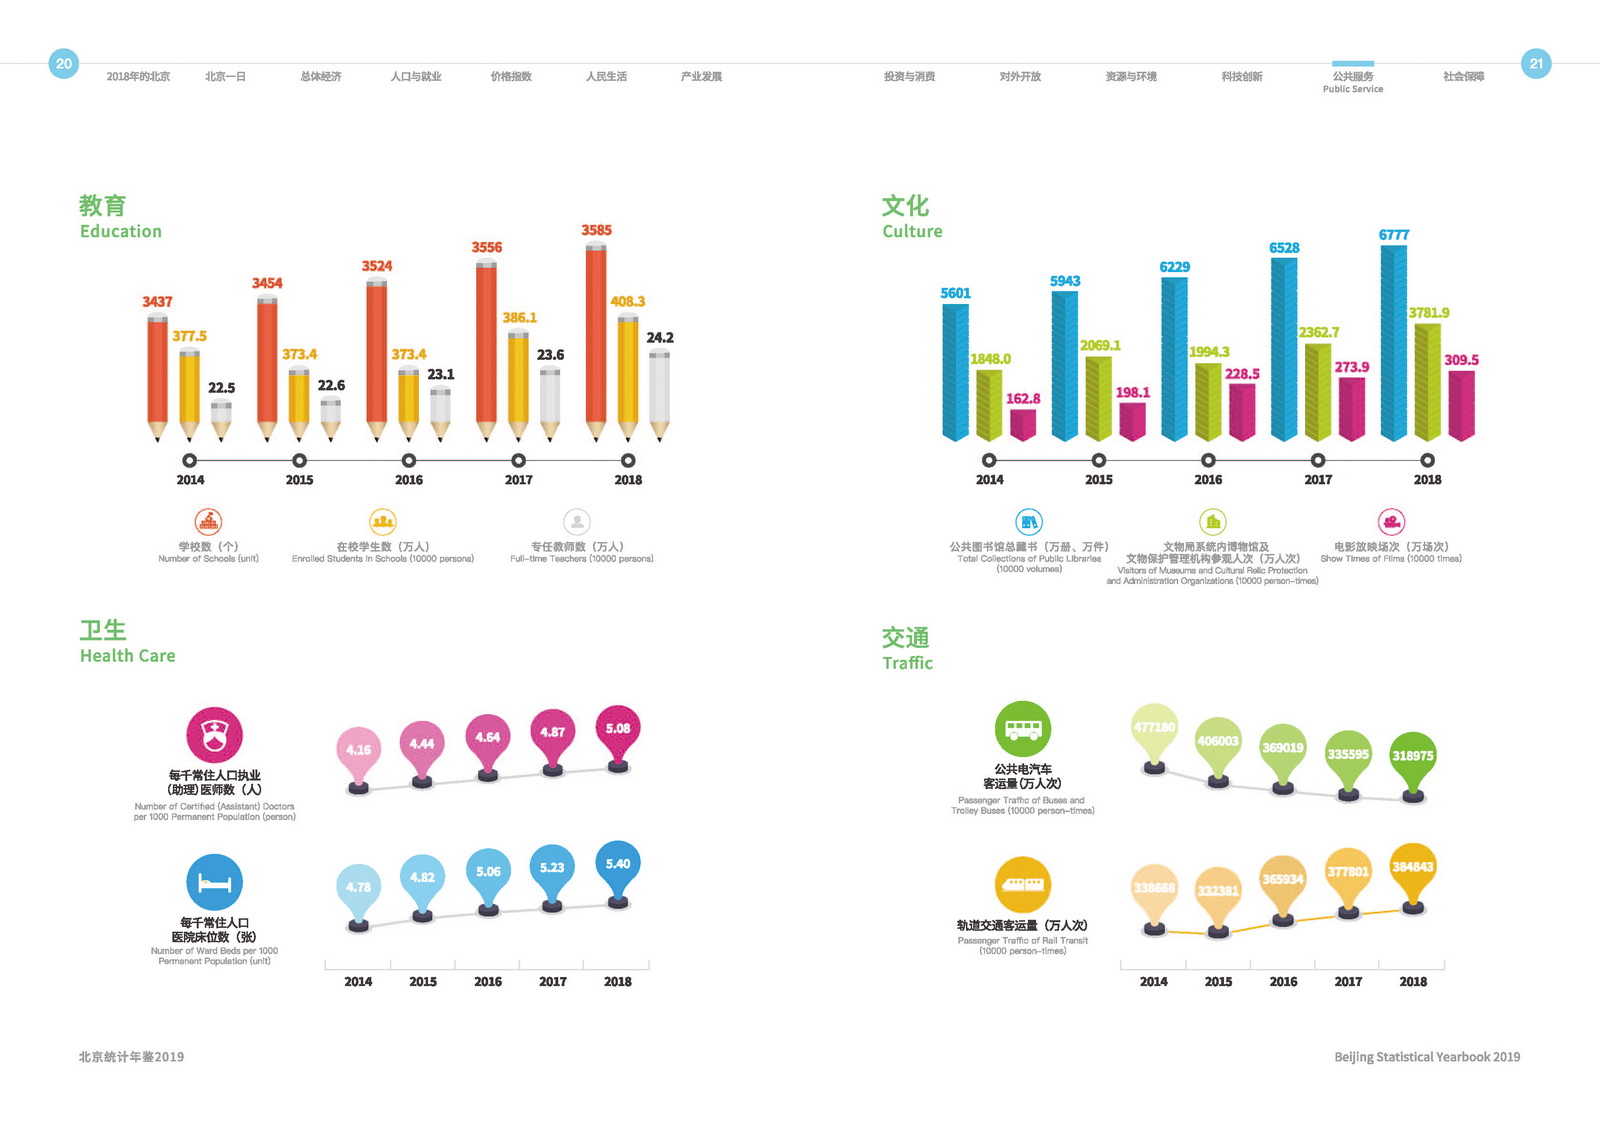 20
2018年的北京
北京一日
总体经济
人口与就业
价格指数
人民生活
产业发展
投资与消费
对外开放
资源与环境
科技创新
公共服务
Public Service
社会保障
21
教育
Education
3437
377.5
22.5
3454
373.4
22.6
3524
373.4
23.1
3556
386.1
23.6
3585
408.3
24.2
2014
2015
2016
2017
2018
学校数（个）
Number of Schools (unit)
在校学生数（万人）
Enrolled Students in Schools (10000 persons)
专任教师数（万人）
Full-time Teachers (10000 persons)
文化
Culture
5601
1848.0
162.8
5943
2069.1
198.1
6229
1994.3
228.5
6528
2362.7
273.9
6777
3781.9
309.5
2014
2015
2016
2017
2018
公共图书馆总藏书（万册、万件）
Total Collections of Public Libraries
(10000 volumes)
文物局系统内博物馆及
文物保护管理机构参观人次（万人次）
Visitors of Museums and Cultural Relic Protection
and Administration Organizations (10000 person-times)
电影放映场次（万场次）
Show Times of Films (10000 times)
卫生
Health Care
每千常住人口执业
（助理）医师数（人）
Number of Certified (Assistant) Doctors
per 1000 Permanent Population (person)
4.16
4.44
4.64
4.87
5.08
每千常住人口
医院床位数（张）
Number of Ward Beds per 1000
Permanent Population (unit)
4.78
4.82
5.06
5.23
5.40
2014
2015
2016
2017
2018
交通
Traffic
公共电汽车
客运量(万人次)
Passenger Traffic of Buses and
Trolley Buses (10000 person-times)
477180
406003
369019
335595
318975
轨道交通客运量（万人次）
Passenger Traffic of Rail Transit
(10000 person-times)
338668
332381
365934
377801
384843
2014
2015
2016
2017
2018
北京统计年鉴2019
Beijing Statistical Yearbook 2019